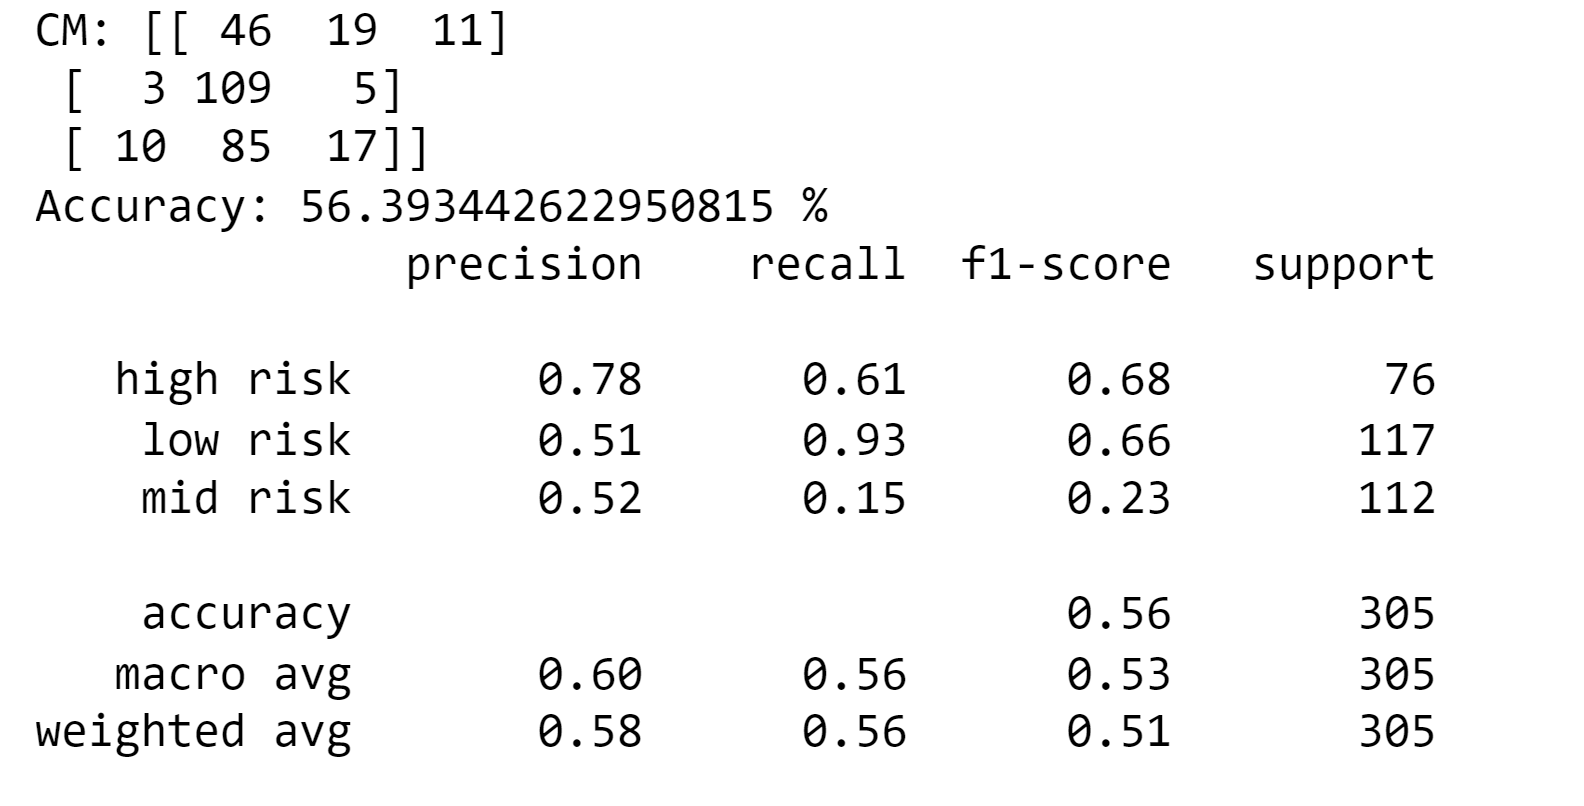 CM: [[ 46  19  11]
 [  3 109   5]
 [ 10  85  17]]
Accuracy: 56.393442622950815 %
              precision    recall  f1-score   support

   high risk       0.78      0.61      0.68        76
    low risk       0.51      0.93      0.66       117
    mid risk       0.52      0.15      0.23       112

    accuracy                           0.56       305
   macro avg       0.60      0.56      0.53       305
weighted avg       0.58      0.56      0.51       305